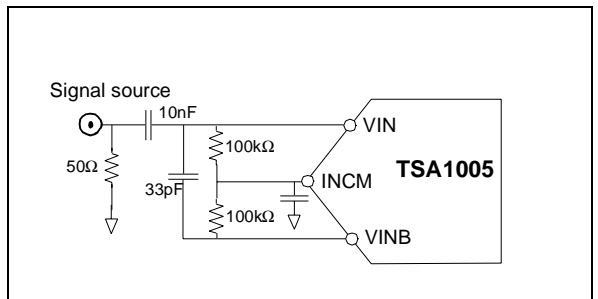 Signal source
10nF
VIN
100kΩ
50Ω
TSA1005
INCM
33pF
100kΩ
VINB